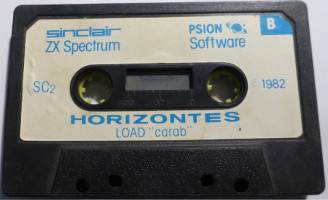 sinclair PSION B
ZX Spectrum Software
SC2 © 1982
HORIZONTES
LOAD "carab"